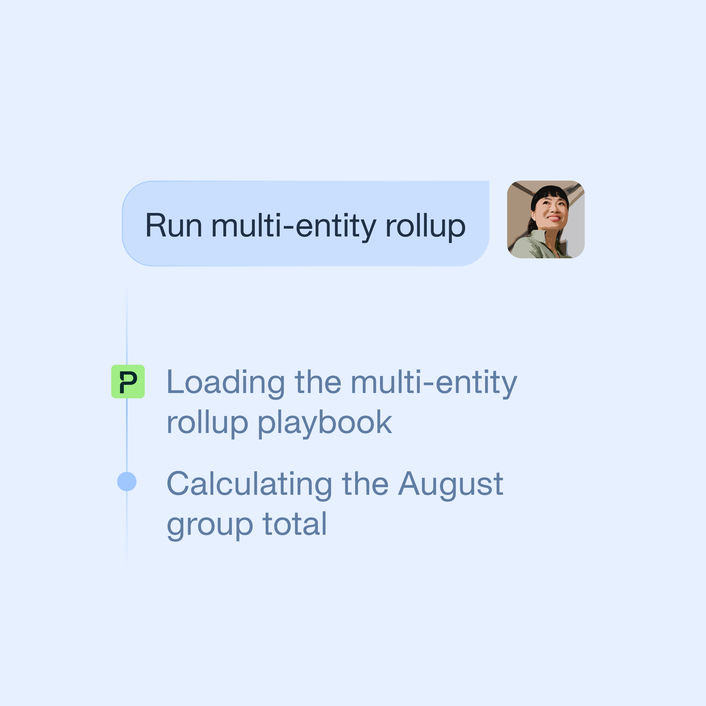 Run multi-entity rollup
P
Loading the multi-entity
rollup playbook
Calculating the August
group total